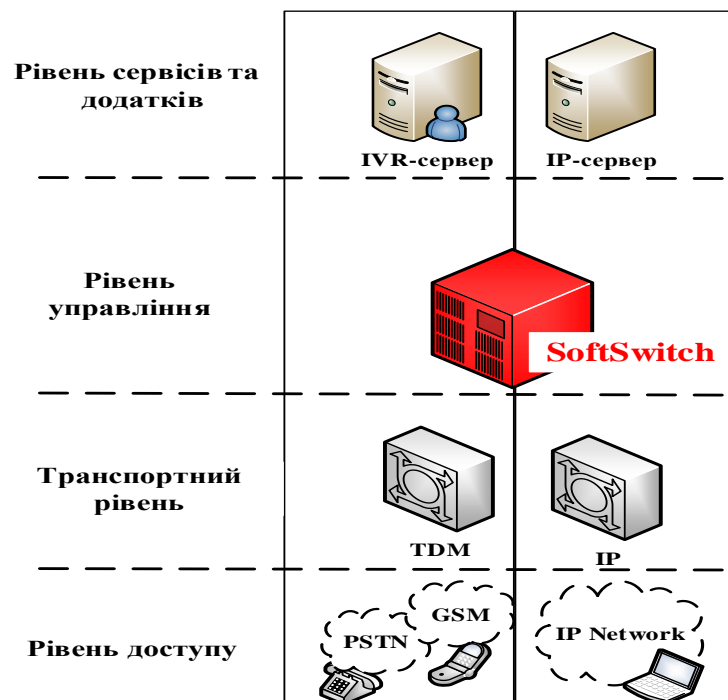 Рівень сервісів та
додатків
IVR-сервер
IP-сервер
Рівень
управління
SoftSwitch
Транспортний
рівень
TDM
IP
Рівень доступу
PSTN
GSM
IP Network